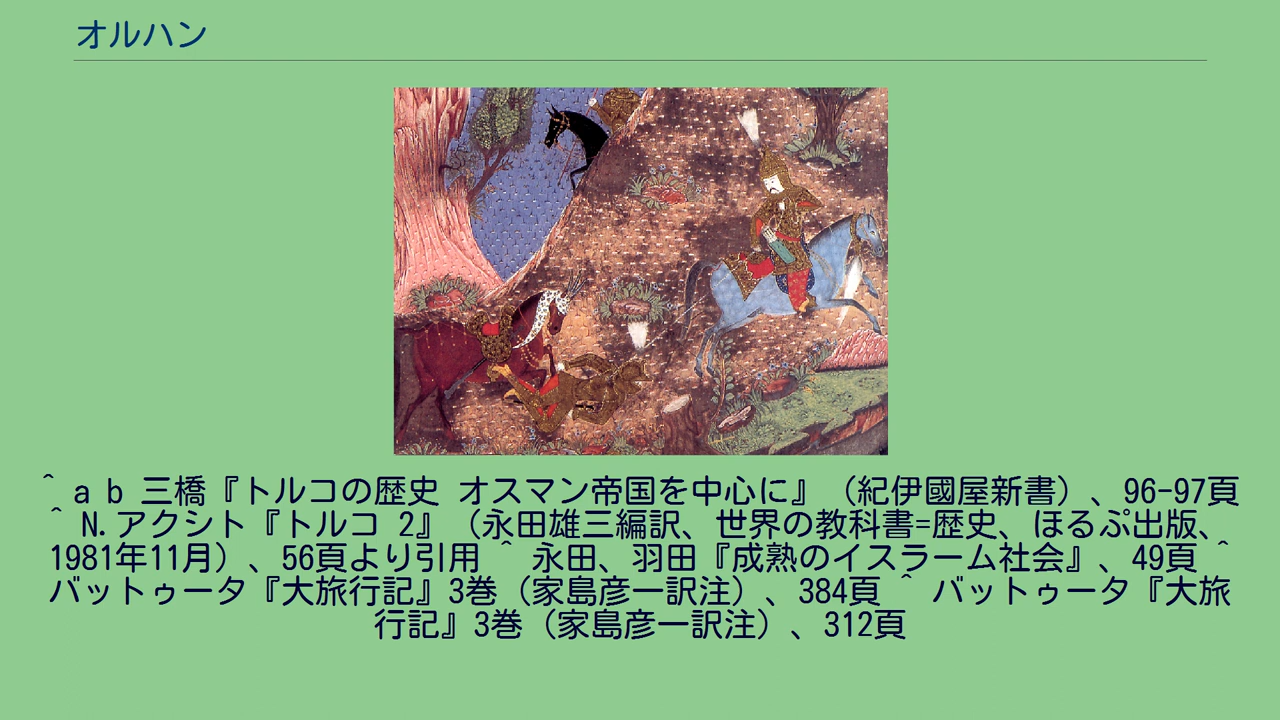 オルハン
^ a b 三橋『トルコの歴史 オスマン帝国を中心に』（紀伊國屋新書）、96-97頁
^ N.アクシト『トルコ 2』（永田雄三編訳、世界の教科書=歴史、ほるぷ出版、
1981年11月）、56頁より引用 ^ 永田、羽田『成熟のイスラーム社会』、49頁 ^
バットゥータ『大旅行記』3巻（家島彦一訳注）、384頁 ^ バットゥータ『大旅
行記』3巻（家島彦一訳注）、312頁